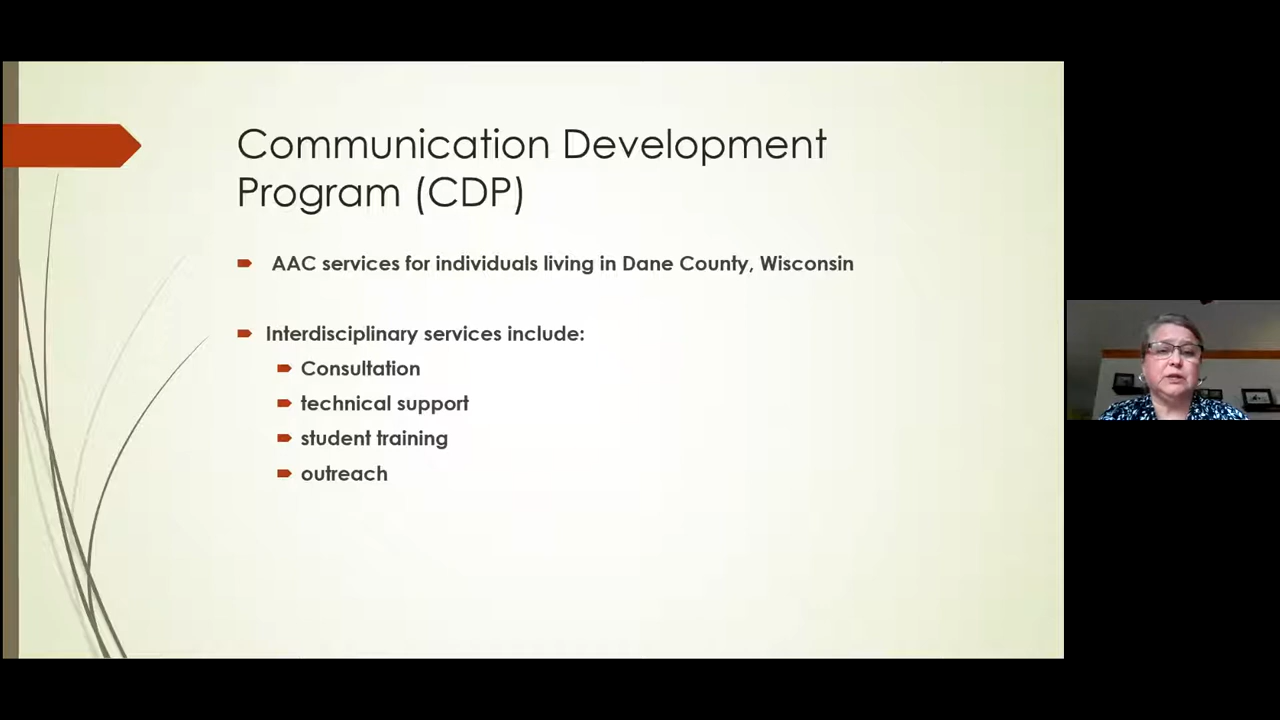 Communication Development
Program (CDP)
AAC services for individuals living in Dane County, Wisconsin
Interdisciplinary services include:
Consultation
technical support
student training
outreach